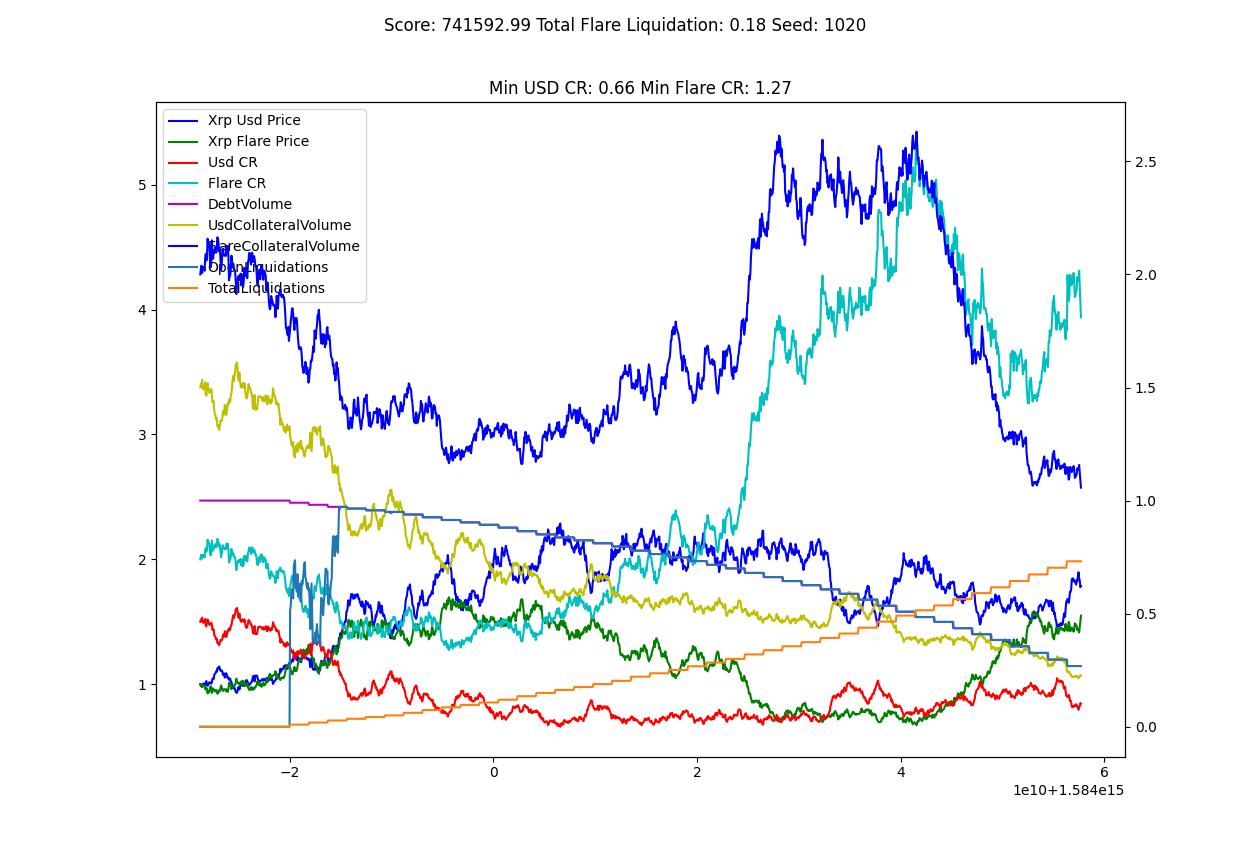 Score: 741592.99 Total Flare Liquidation: 0.18 Seed: 1020
Min USD CR: 0.66 Min Flare CR: 1.27
Xrp Usd Price
Xrp Flare Price
Usd CR
Flare CR
DebtVolume
UsdCollateralVolume
FlareCollateralVolume
OpenLiquidations
TotalLiquidations
5
4
3
2
1
2.5
2.0
1.5
1.0
0.5
0.0
−2 0 2 4 6
1e10+1.584e15